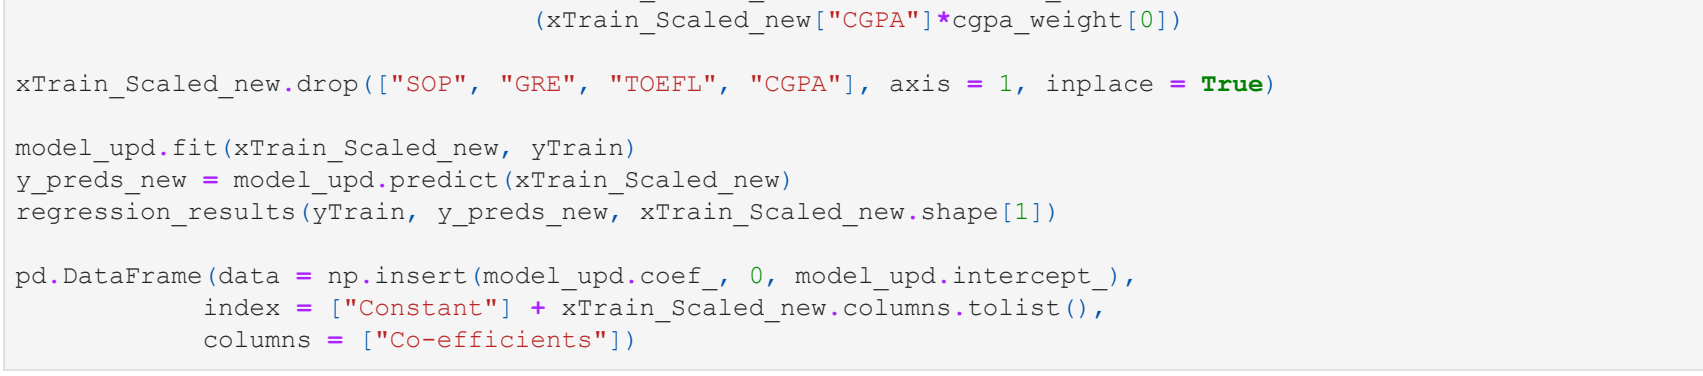 (xTrain_Scaled_new["CGPA"]*cgpa_weight[0])
xTrain_Scaled_new.drop(["SOP", "GRE", "TOEFL", "CGPA"], axis = 1, inplace = True)
model_upd.fit(xTrain_Scaled_new, yTrain)
y_preds_new = model_upd.predict(xTrain_Scaled_new)
regression_results(yTrain, y_preds_new, xTrain_Scaled_new.shape[1])
pd.DataFrame(data = np.insert(model_upd.coef_, 0, model_upd.intercept_),
index = ["Constant"] + xTrain_Scaled_new.columns.tolist(),
columns = ["Co-efficients"])